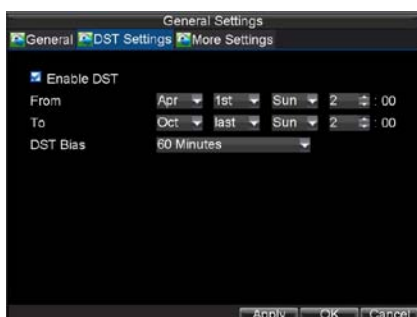 General Settings
General DST Settings More Settings
Enable DST
From Apr 1st Sun 2 : 00
To Oct last Sun 2 : 00
DST Bias 60 Minutes
Apply OK Cancel